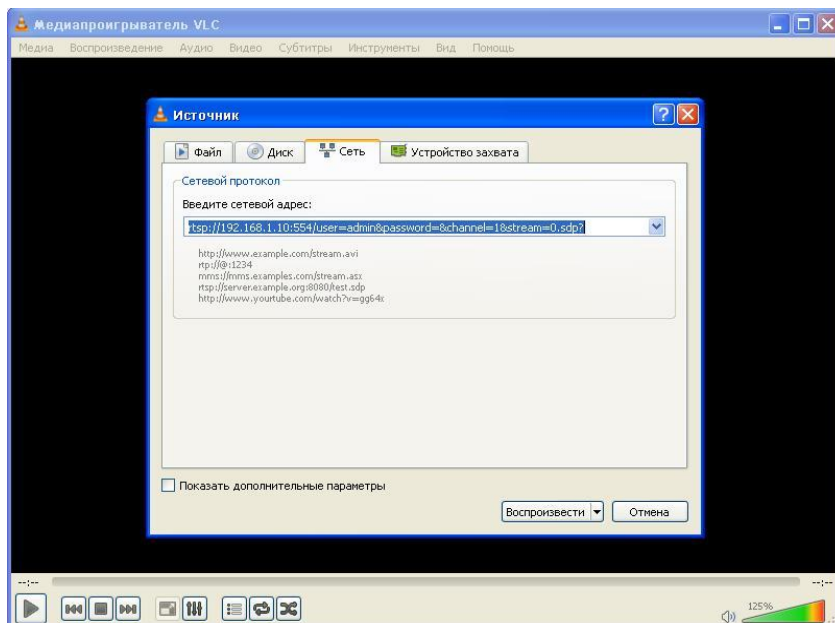 Медиапроигрыватель VLC
Медиа Воспроизведение Аудио Видео Субтитры Инструменты Вид Помощь
Источник
Файл Диск Сеть Устройство захвата
Сетевой протокол
Введите сетевой адрес:
rtsp://192.168.1.10:554/user=admin&password=&channel=1&stream=0.sdp?
http://www.example.com/stream.avi
rtp://@:1234
mms://mms.examples.com/stream.asx
rtsp://server.example.org:8080/test.sdp
http://www.yourtube.com/watch?v=gg64x
Показать дополнительные параметры
Воспроизвести Отмена
--:-- --:--
125%